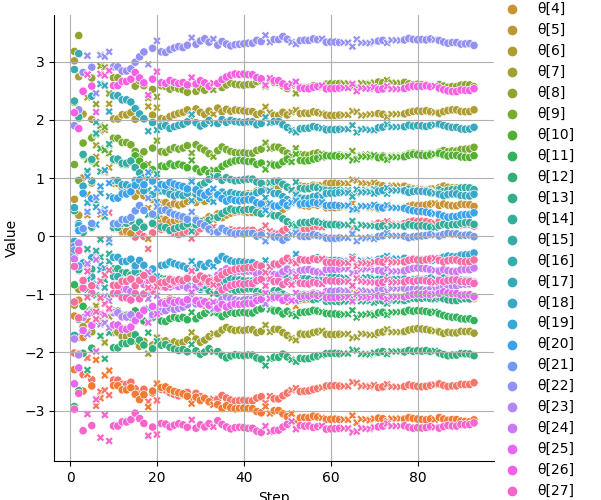 θ[4]
θ[5]
θ[6]
θ[7]
θ[8]
θ[9]
θ[10]
θ[11]
θ[12]
θ[13]
θ[14]
θ[15]
θ[16]
θ[17]
θ[18]
θ[19]
θ[20]
θ[21]
θ[22]
θ[23]
θ[24]
θ[25]
θ[26]
θ[27]
Value
3
2
1
0
−1
−2
−3
0
20
40
60
80
Step